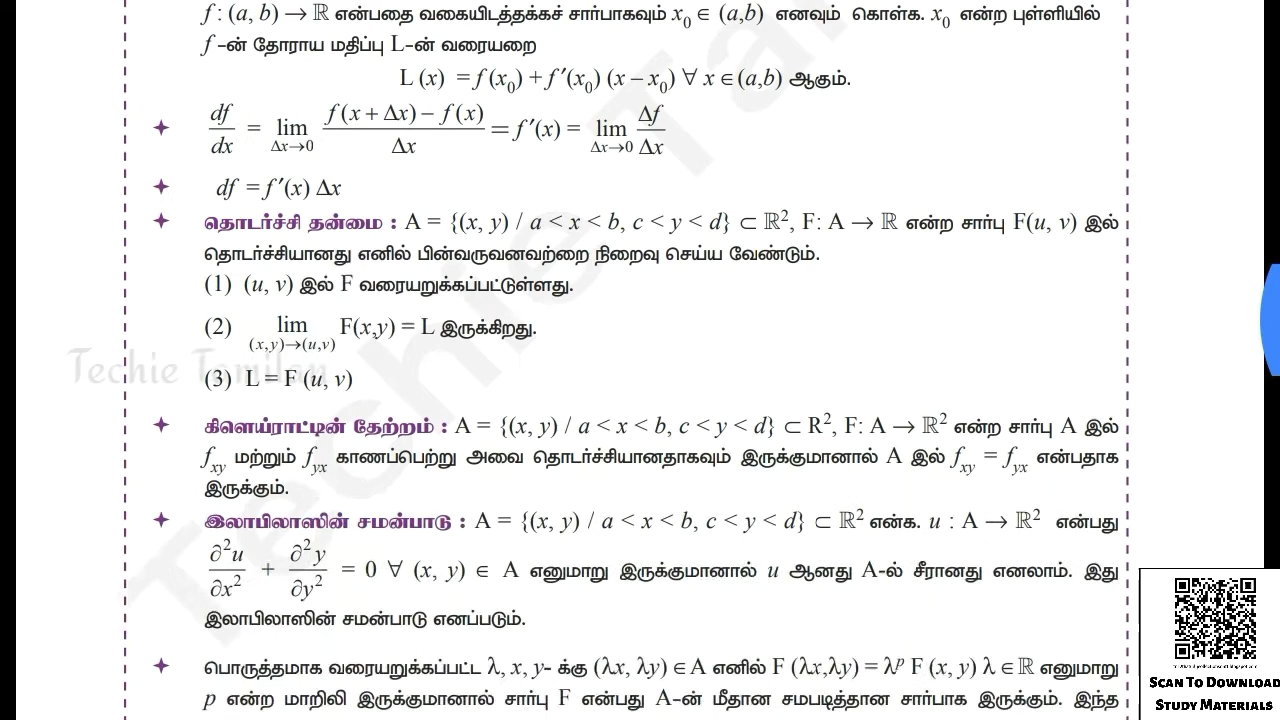 f : (a, b) → ℝ என்பதை வகையிடத்தக்கச் சார்பாகவும் x₀ ∈ (a,b) எனவும் கொள்க. x₀ என்ற புள்ளியில்
f -ன் தோராய மதிப்பு L-ன் வரையறை
L (x) = f (x₀) + f ′(x₀) (x – x₀) ∀ x ∈ (a,b) ஆகும்.
✦ df/dx = lim Δx→0 (f (x + Δx) – f (x))/Δx = f ′(x) = lim Δx→0 Δf/Δx
✦ df = f ′(x) Δx
✦ தொடர்ச்சி தன்மை : A = {(x, y) / a < x < b, c < y < d} ⊂ ℝ², F: A → ℝ என்ற சார்பு F(u, v) இல்
தொடர்ச்சியானது எனில் பின்வருவனவற்றை நிறைவு செய்ய வேண்டும்.
(1) (u, v) இல் F வரையறுக்கப்பட்டுள்ளது.
(2) lim (x,y)→(u,v) F(x,y) = L இருக்கிறது.
Techie Tamilan
(3) L = F (u, v)
✦ கிளெய்ராட்டின் தேற்றம் : A = {(x, y) / a < x < b, c < y < d} ⊂ R², F: A → ℝ² என்ற சார்பு A இல்
f_xy மற்றும் f_yx காணப்பெற்று அவை தொடர்ச்சியானதாகவும் இருக்குமானால் A இல் f_xy = f_yx என்பதாக
இருக்கும்.
✦ இலாபிலாஸின் சமன்பாடு : A = {(x, y) / a < x < b, c < y < d} ⊂ ℝ² என்க. u : A → ℝ² என்பது
∂²u/∂x² + ∂²y/∂y² = 0 ∀ (x, y) ∈ A எனுமாறு இருக்குமானால் u ஆனது A-ல் சீரானது எனலாம். இது
இலாபிலாஸின் சமன்பாடு எனப்படும்.
✦ பொருத்தமாக வரையறுக்கப்பட்ட λ, x, y- க்கு (λx, λy) ∈ A எனில் F (λx,λy) = λᵖ F (x, y) λ ∈ ℝ எனுமாறு
p என்ற மாறிலி இருக்குமானால் சார்பு F என்பது A-ன் மீதான சமபடித்தான சார்பாக இருக்கும். இந்த
SCAN TO DOWNLOAD
STUDY MATERIALS